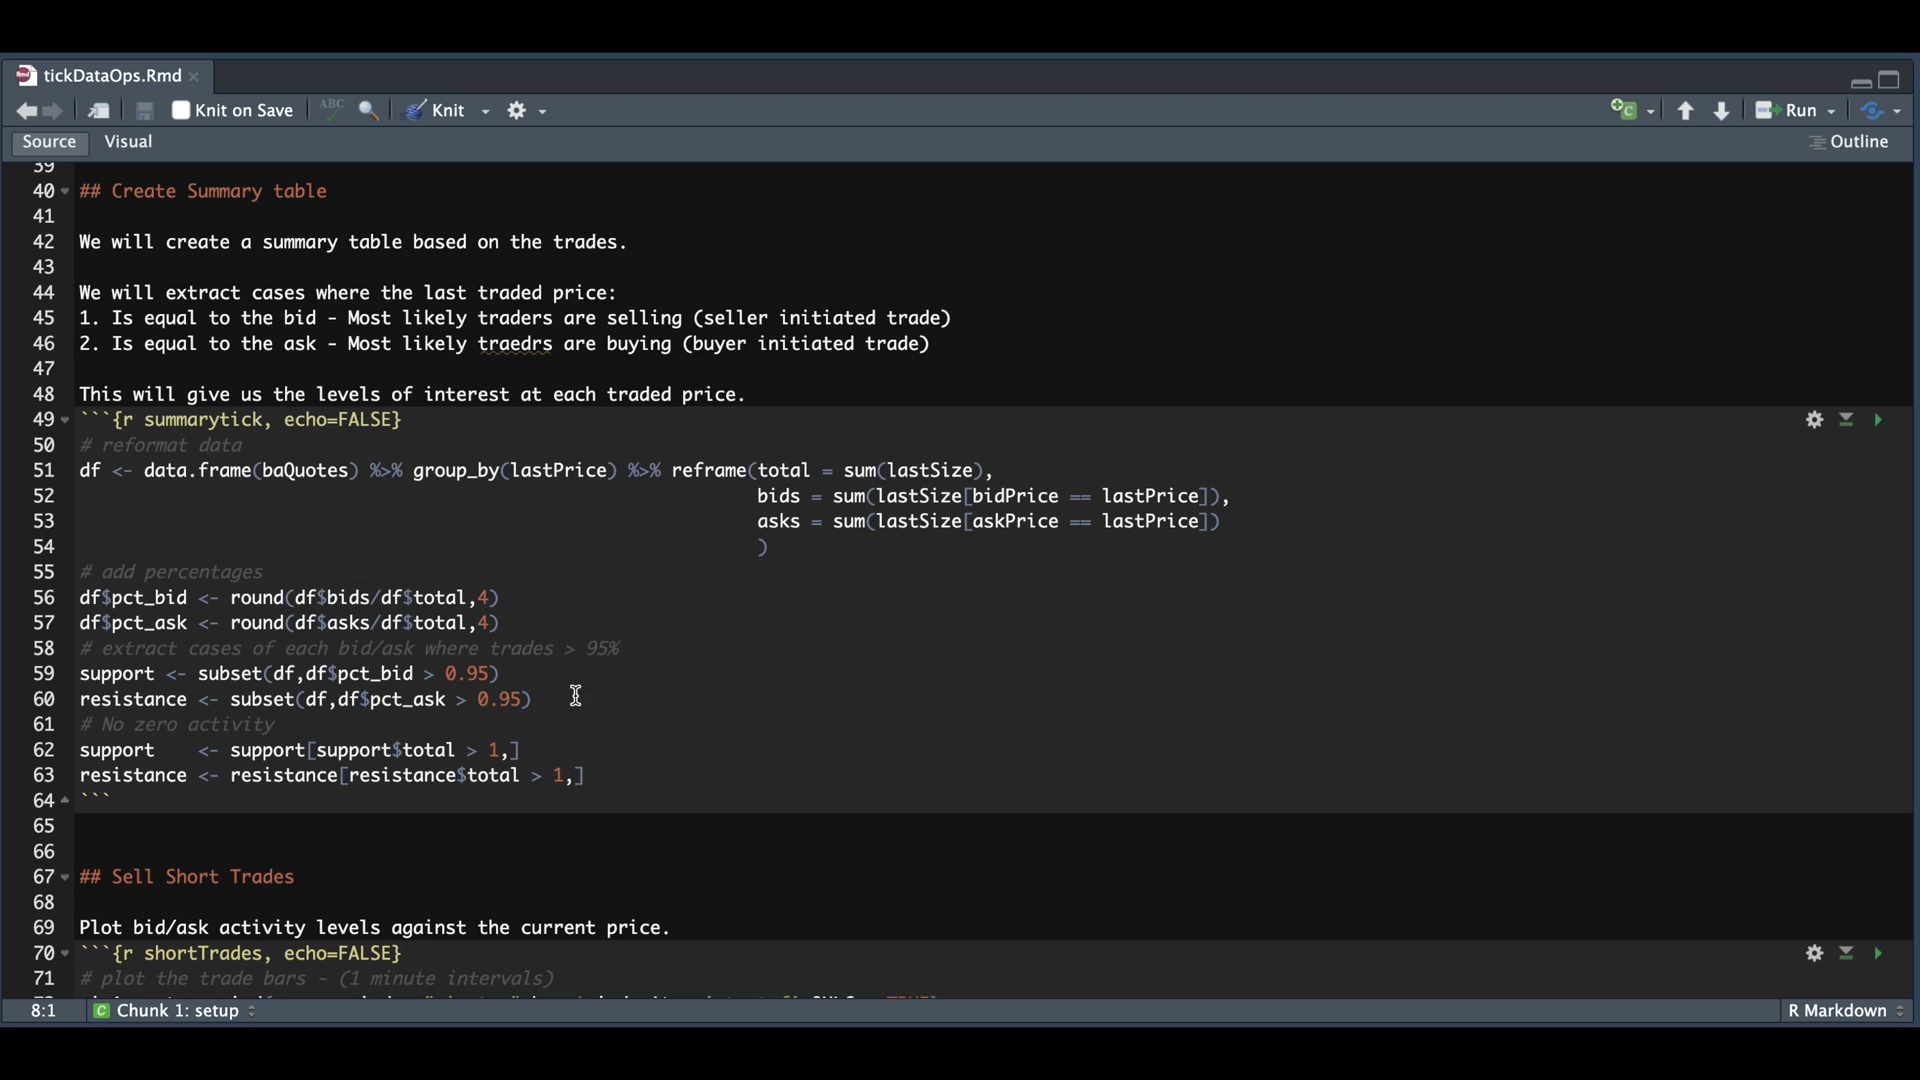 tickDataOps.Rmd
Knit on Save ABC Knit Run
Source Visual Outline
39
40 ## Create Summary table
41
42 We will create a summary table based on the trades.
43
44 We will extract cases where the last traded price:
45 1. Is equal to the bid - Most likely traders are selling (seller initiated trade)
46 2. Is equal to the ask - Most likely traedrs are buying (buyer initiated trade)
47
48 This will give us the levels of interest at each traded price.
49 ```{r summarytick, echo=FALSE}
50 # reformat data
51 df <- data.frame(baQuotes) %>% group_by(lastPrice) %>% reframe(total = sum(lastSize),
52 bids = sum(lastSize[bidPrice == lastPrice]),
53 asks = sum(lastSize[askPrice == lastPrice])
54 )
55 # add percentages
56 df$pct_bid <- round(df$bids/df$total,4)
57 df$pct_ask <- round(df$asks/df$total,4)
58 # extract cases of each bid/ask where trades > 95%
59 support <- subset(df,df$pct_bid > 0.95)
60 resistance <- subset(df,df$pct_ask > 0.95)
61 # No zero activity
62 support    <- support[support$total > 1,]
63 resistance <- resistance[resistance$total > 1,]
64 ```
65
66
67 ## Sell Short Trades
68
69 Plot bid/ask activity levels against the current price.
70 ```{r shortTrades, echo=FALSE}
71 # plot the trade bars - (1 minute intervals)
8:1 C Chunk 1: setup R Markdown